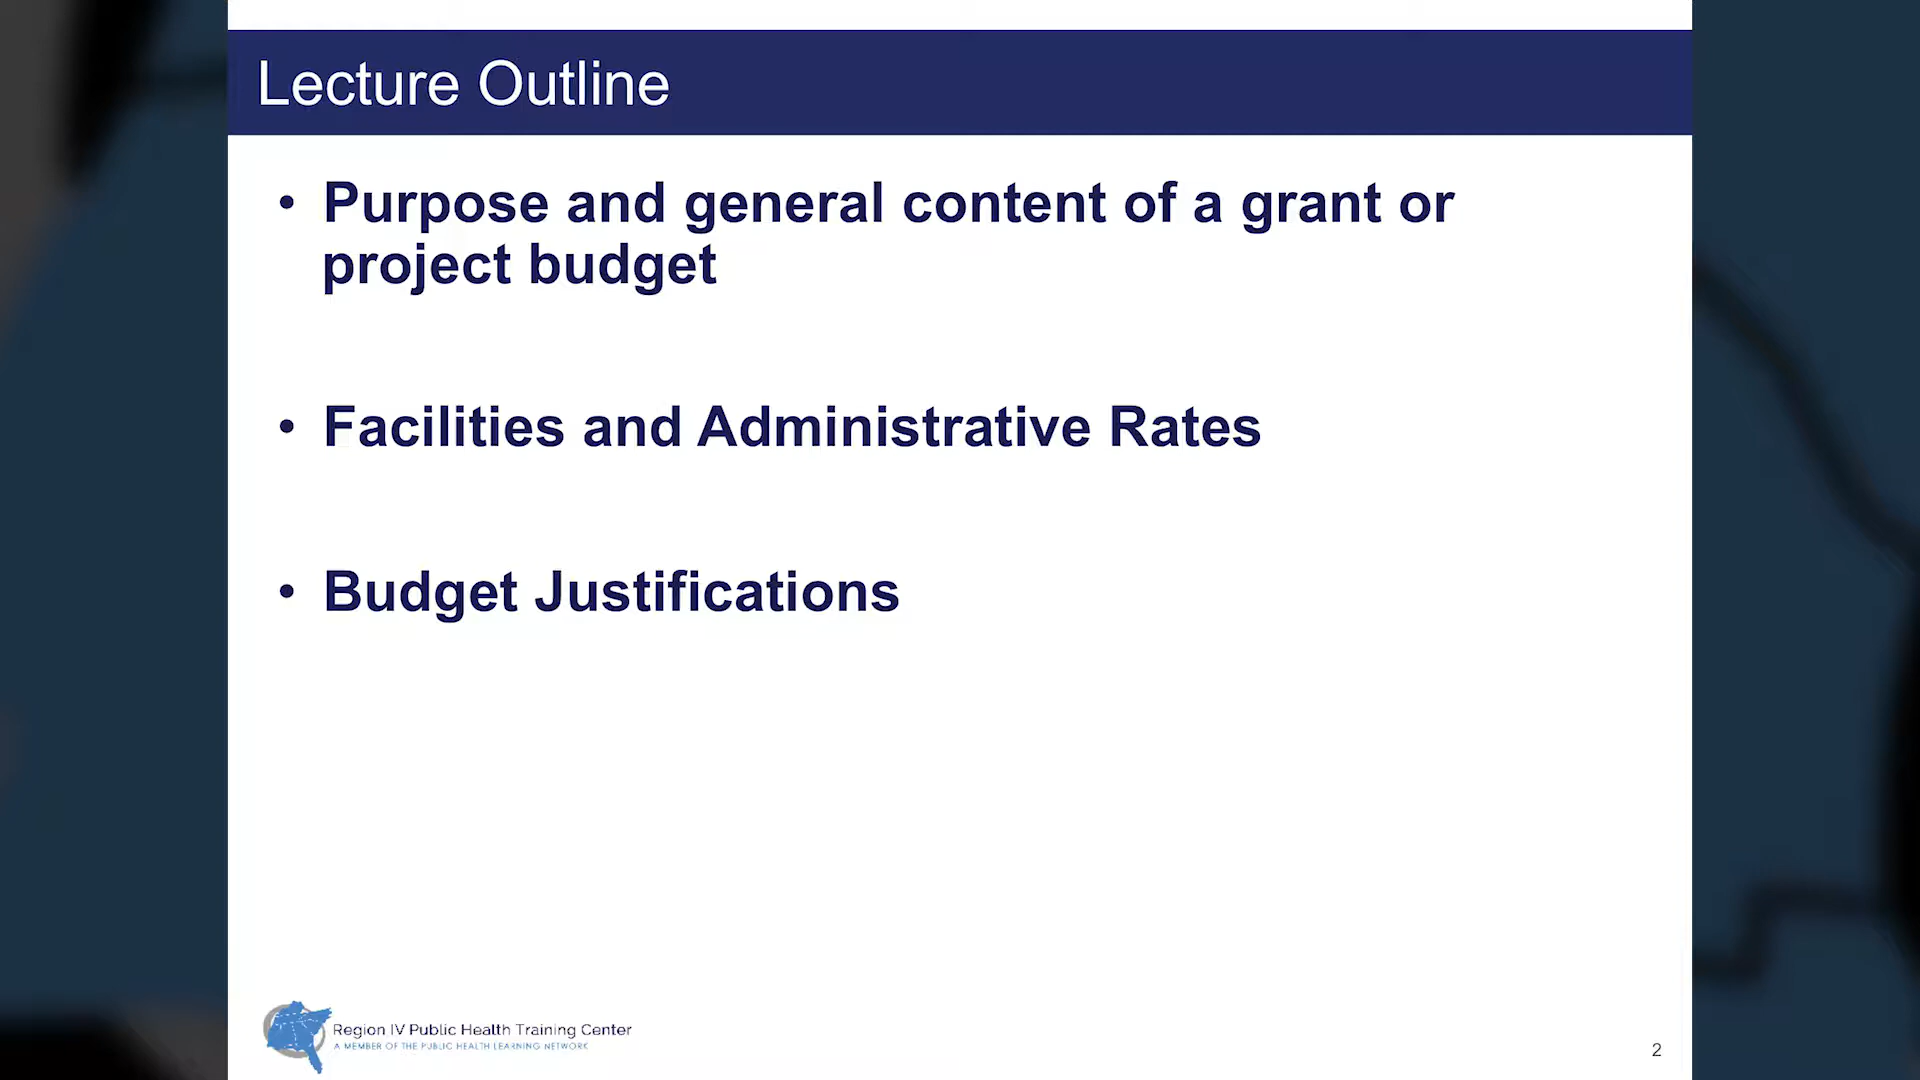 Lecture Outline
• Purpose and general content of a grant or
project budget
• Facilities and Administrative Rates
• Budget Justifications
Region IV Public Health Training Center
A MEMBER OF THE PUBLIC HEALTH LEARNING NETWORK
2